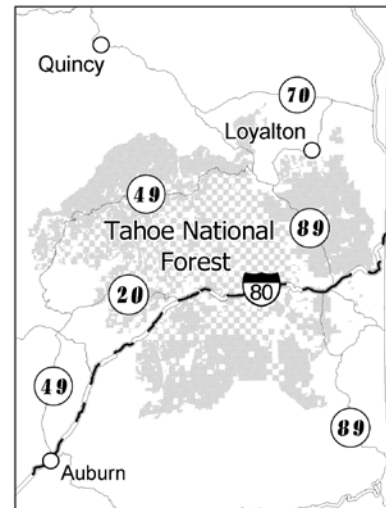 Quincy
70
Loyalton
49
Tahoe National
Forest
89
20
80
49
89
Auburn